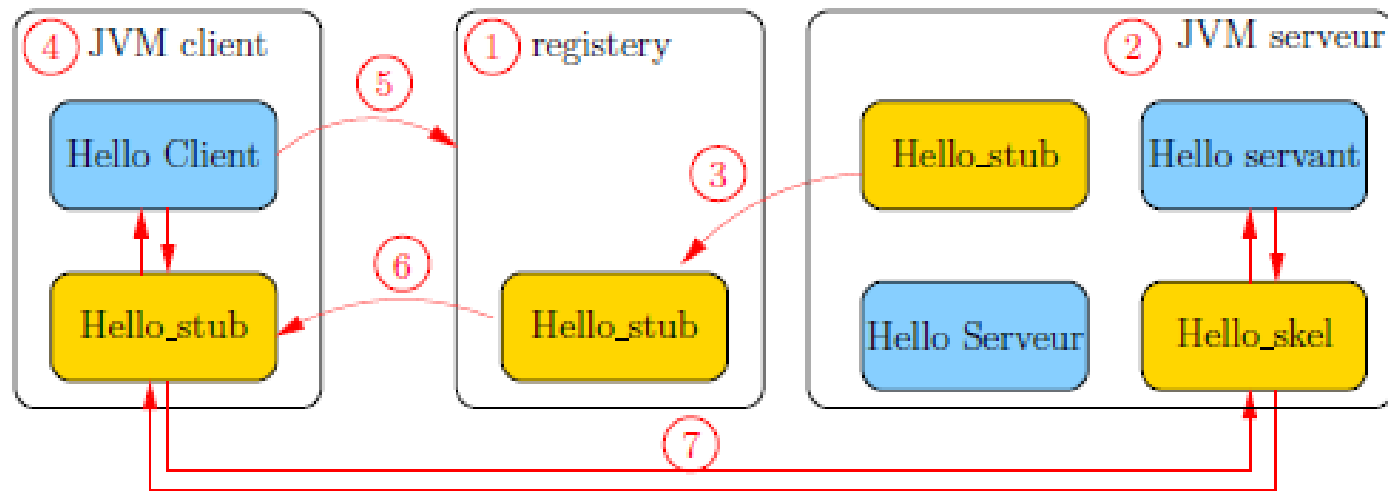 4 JVM client
5
1 registery
2 JVM serveur
Hello Client
3
Hello_stub
Hello servant
6
Hello_stub
Hello_stub
Hello Serveur
Hello_skel
7